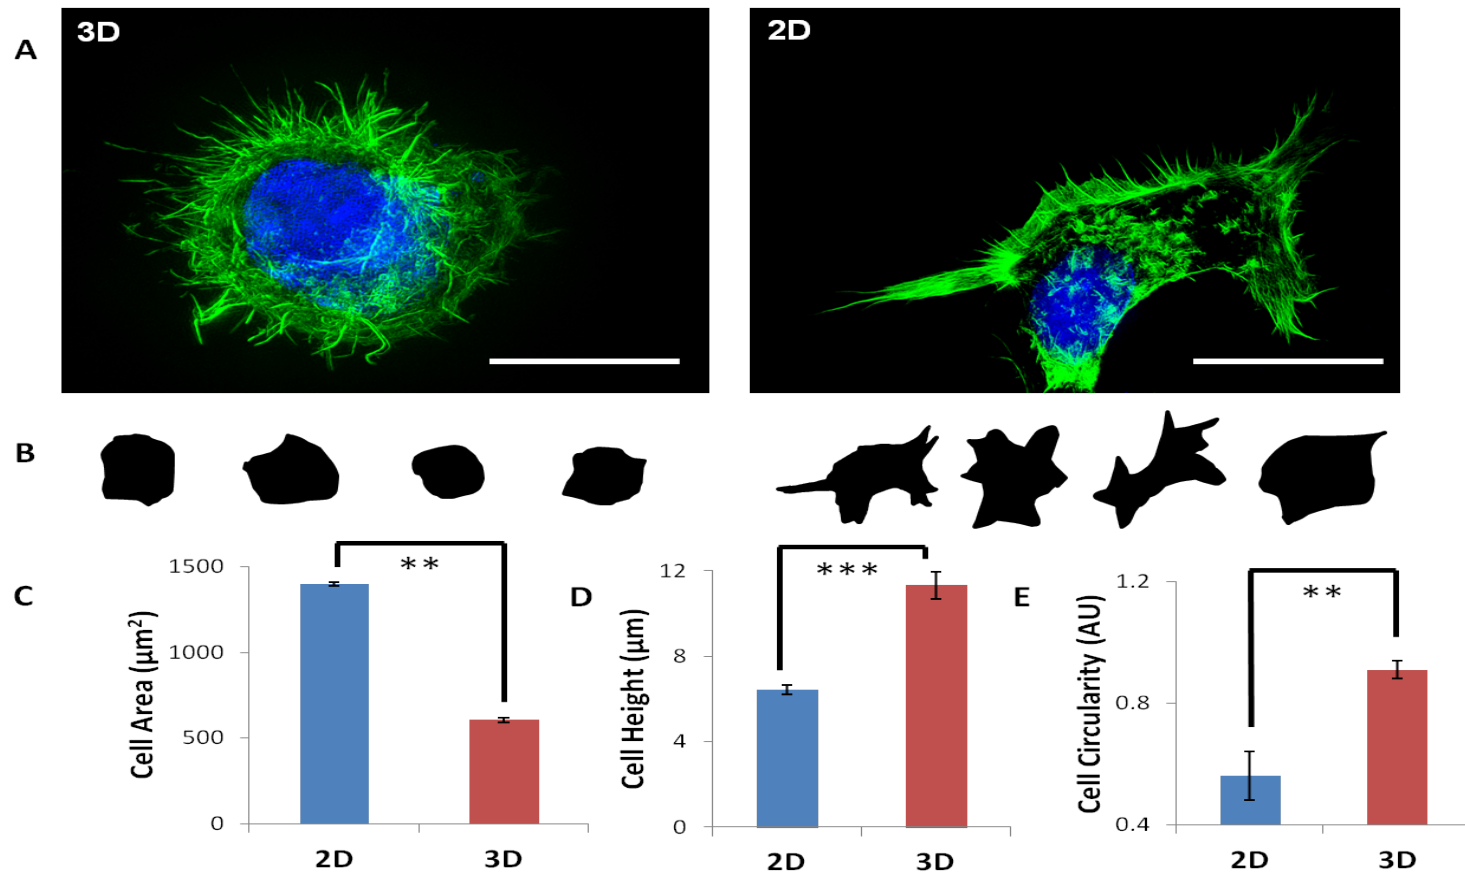 A
3D
2D
B
C
Cell Area (µm²)
1500
1000
500
0
**
2D
3D
D
Cell Height (µm)
12
8
4
0
***
2D
3D
E
Cell Circularity (AU)
1.2
0.8
0.4
**
2D
3D